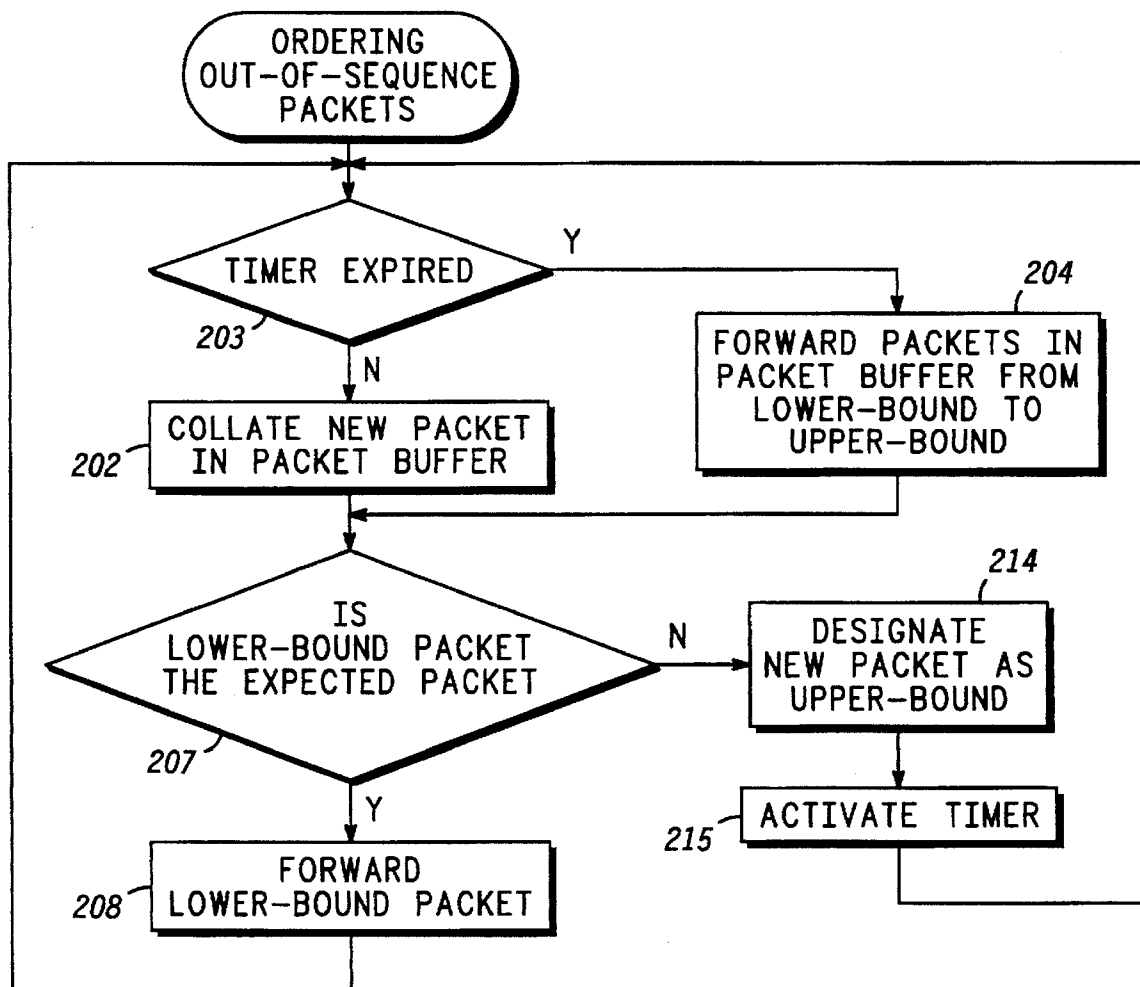 ORDERING
OUT-OF-SEQUENCE
PACKETS
TIMER EXPIRED
Y
203
N
204
FORWARD PACKETS IN
PACKET BUFFER FROM
LOWER-BOUND TO
UPPER-BOUND
COLLATE NEW PACKET
IN PACKET BUFFER
202
IS
LOWER-BOUND PACKET
THE EXPECTED PACKET
N
207
Y
214
DESIGNATE
NEW PACKET AS
UPPER-BOUND
ACTIVATE TIMER
215
FORWARD
LOWER-BOUND PACKET
208